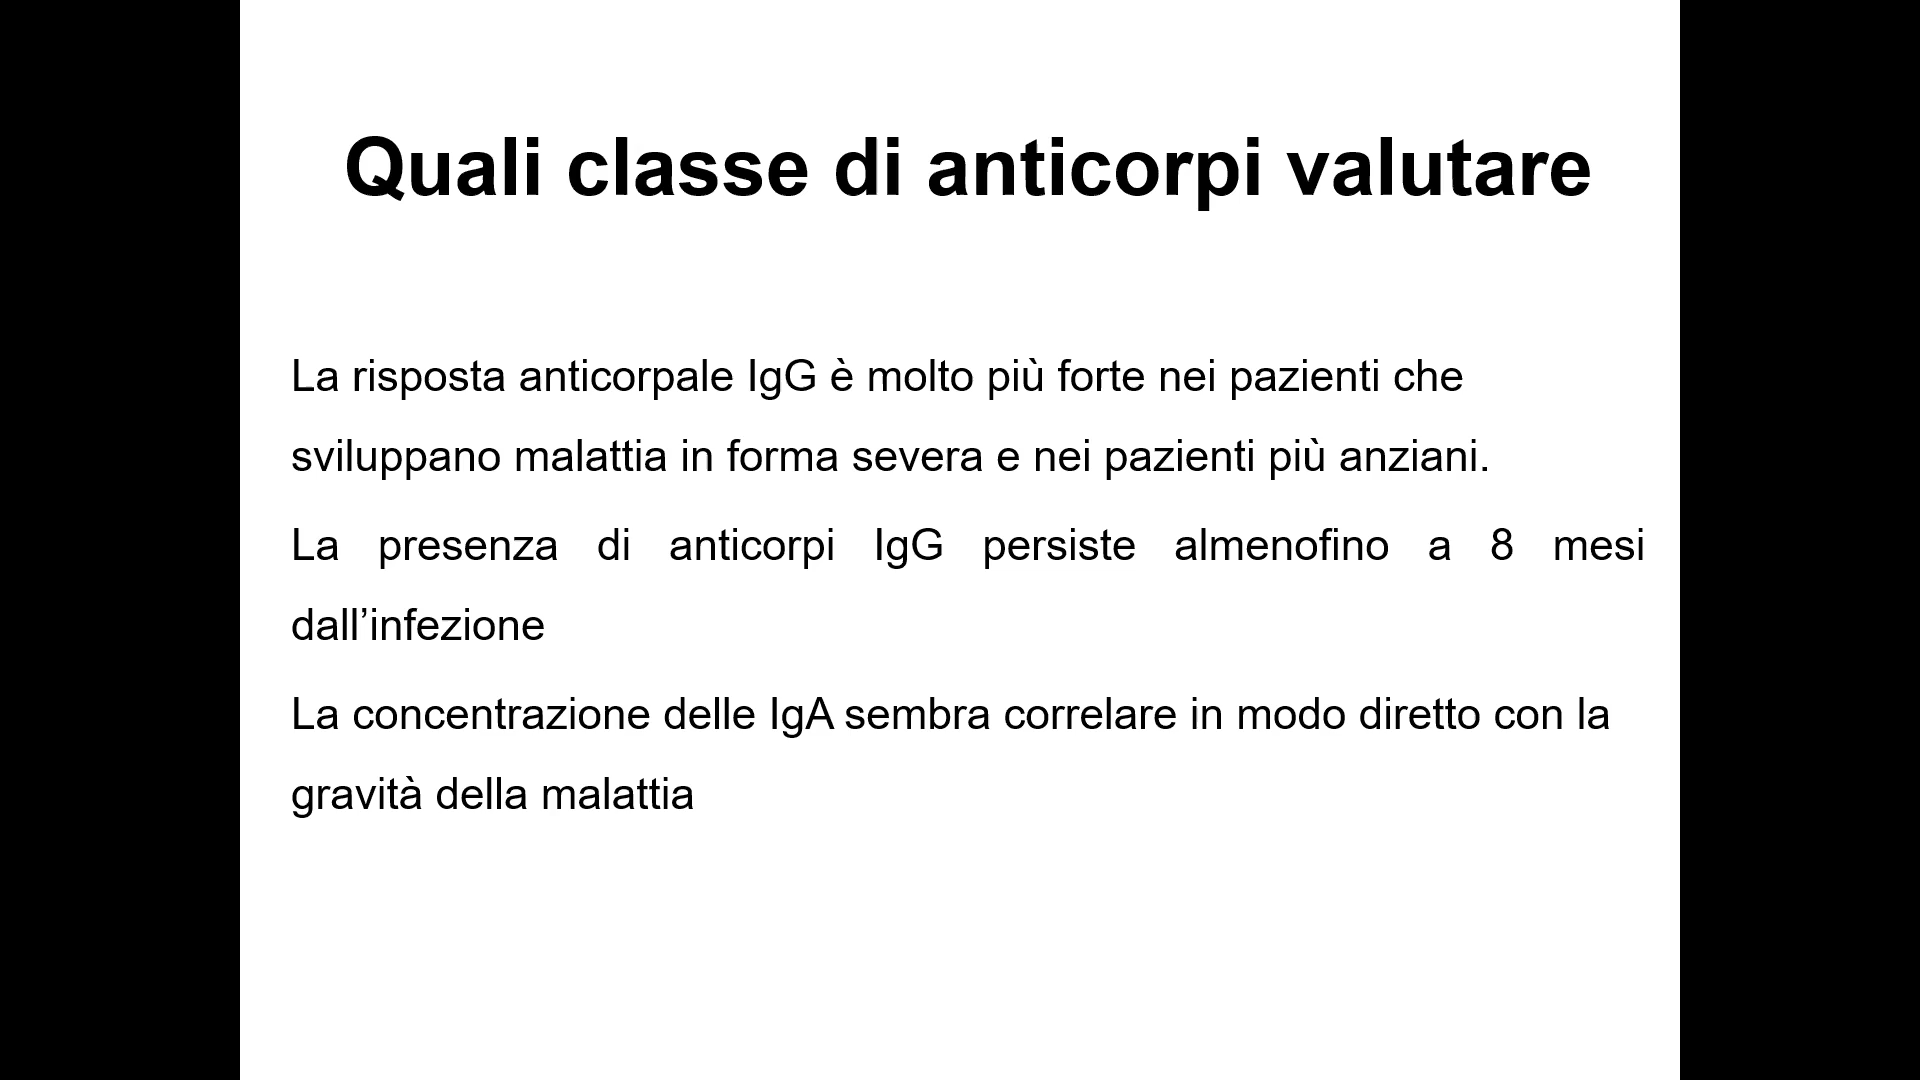 Quali classe di anticorpi valutare
La risposta anticorpale IgG è molto più forte nei pazienti che
sviluppano malattia in forma severa e nei pazienti più anziani.
La presenza di anticorpi IgG persiste almenofino a 8 mesi
dall’infezione
La concentrazione delle IgA sembra correlare in modo diretto con la
gravità della malattia